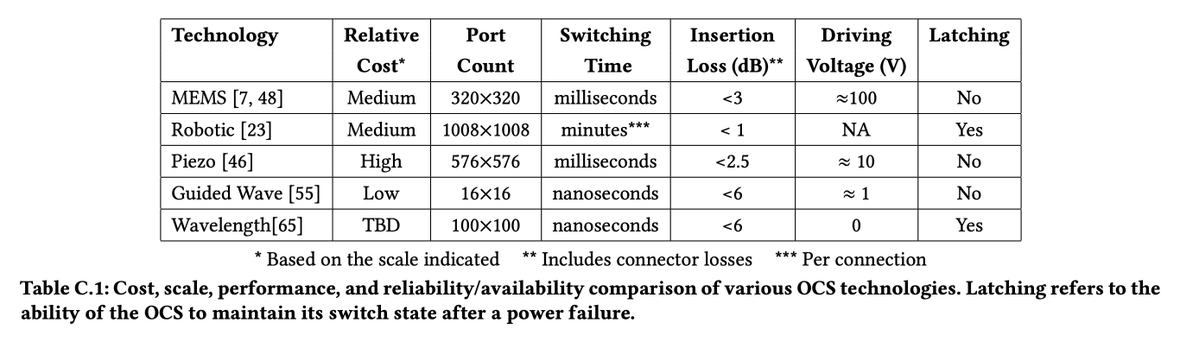 Technology Relative Cost* Port Count Switching Time Insertion Loss (dB)** Driving Voltage (V) Latching
MEMS [7, 48] Medium 320×320 milliseconds <3 ≈100 No
Robotic [23] Medium 1008×1008 minutes*** < 1 NA Yes
Piezo [46] High 576×576 milliseconds <2.5 ≈ 10 No
Guided Wave [55] Low 16×16 nanoseconds <6 ≈ 1 No
Wavelength[65] TBD 100×100 nanoseconds <6 0 Yes
* Based on the scale indicated ** Includes connector losses *** Per connection
Table C.1: Cost, scale, performance, and reliability/availability comparison of various OCS technologies. Latching refers to the
ability of the OCS to maintain its switch state after a power failure.